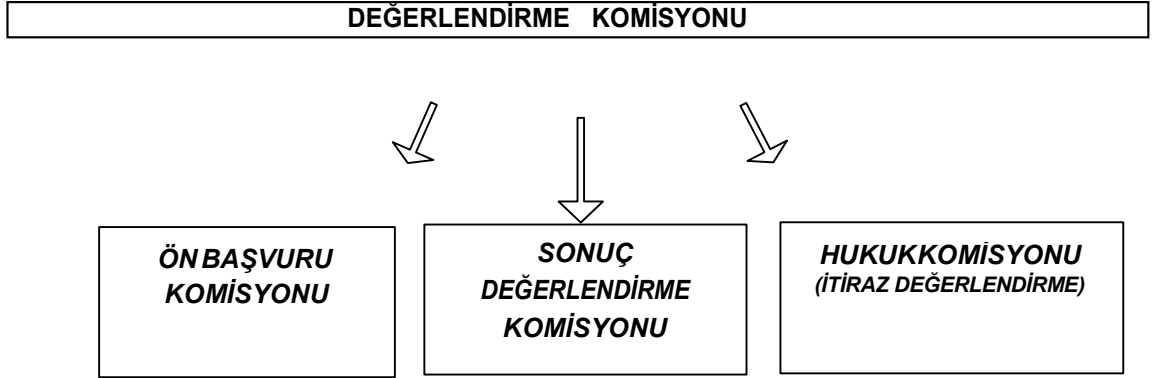 DEĞERLENDİRME KOMİSYONU
ÖN BAŞVURU
KOMİSYONU
SONUÇ
DEĞERLENDİRME
KOMİSYONU
HUKUKKOMİSYONU
(İTİRAZ DEĞERLENDİRME)